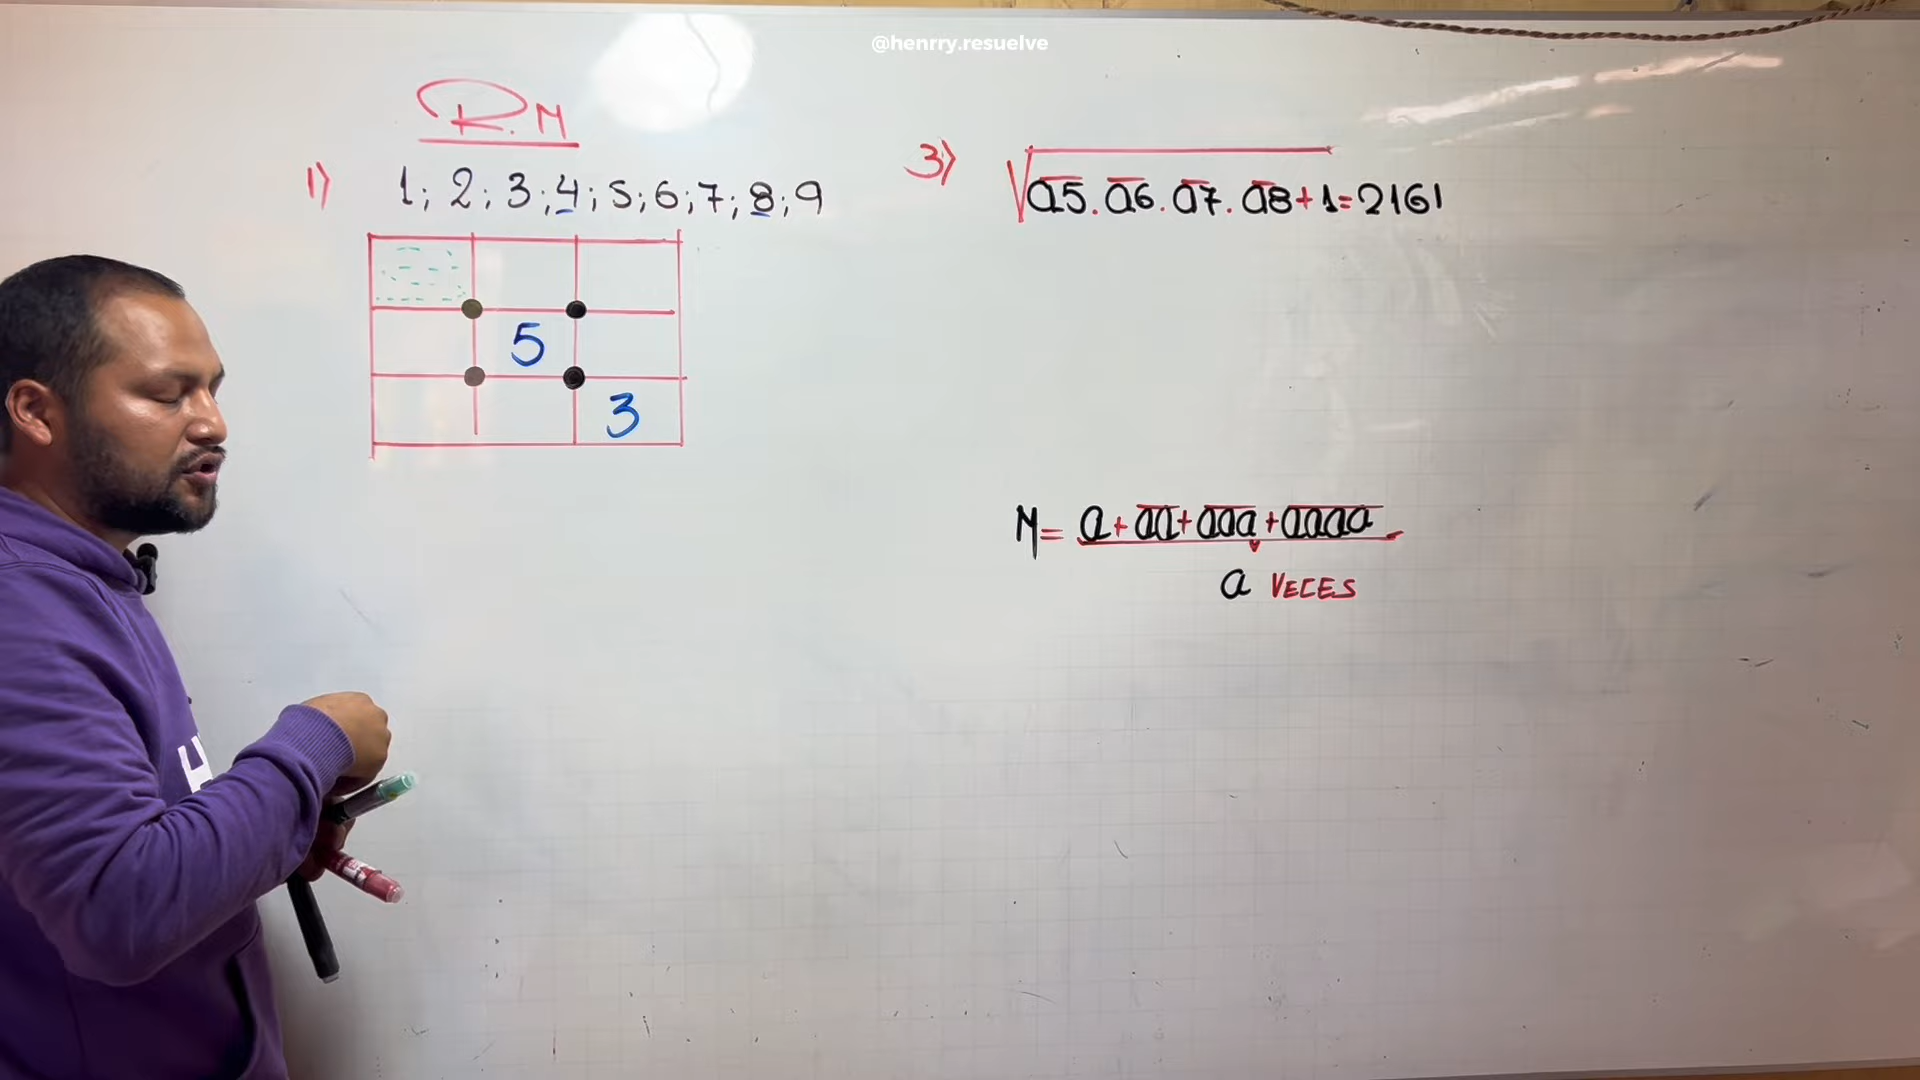 @henrry.resuelve
R.M
1) 1; 2; 3; 4; 5; 6; 7; 8; 9
5
3
3) √a5.a6.a7.a8+1=2161
M= a+aa+aaa+aaaa
a VECES